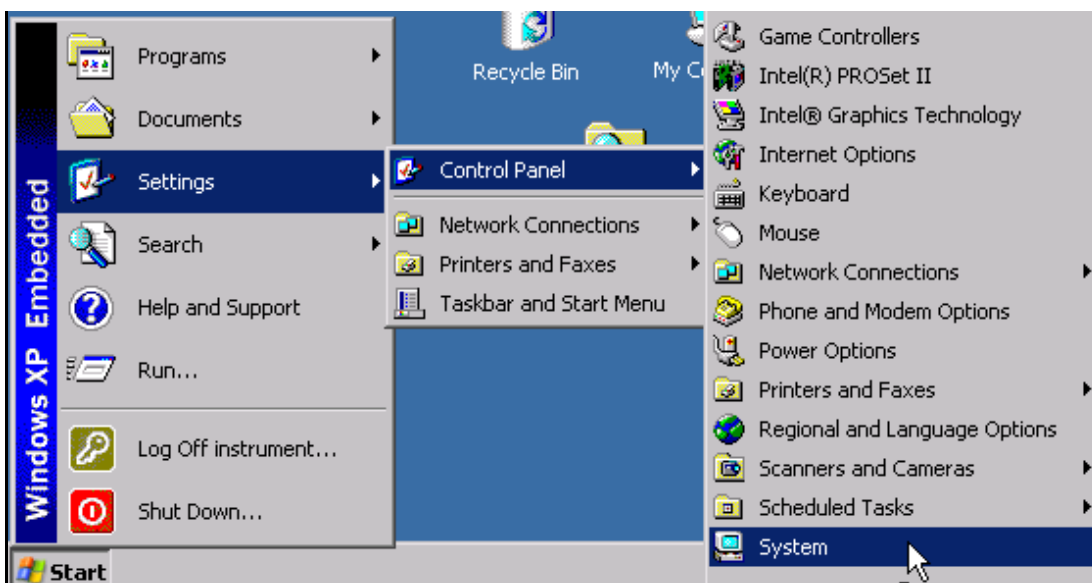 Windows XP Embedded
Programs
Documents
Settings
Search
Help and Support
Run...
Log Off instrument...
Shut Down...
Start
Recycle Bin
My
Control Panel
Network Connections
Printers and Faxes
Taskbar and Start Menu
Game Controllers
Intel(R) PROSet II
Intel® Graphics Technology
Internet Options
Keyboard
Mouse
Network Connections
Phone and Modem Options
Power Options
Printers and Faxes
Regional and Language Options
Scanners and Cameras
Scheduled Tasks
System